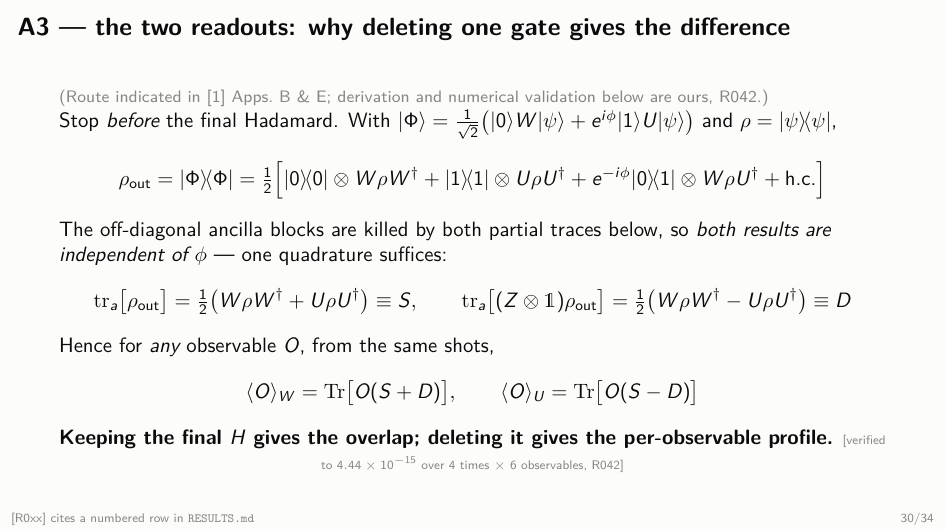 A3 — the two readouts: why deleting one gate gives the difference
(Route indicated in [1] Apps. B & E; derivation and numerical validation below are ours, R042.)
Stop before the final Hadamard. With |Φ⟩ = 1/√2 (|0⟩W|ψ⟩ + e^{iϕ}|1⟩U|ψ⟩) and ρ = |ψ⟩⟨ψ|,
ρ_out = |Φ⟩⟨Φ| = 1/2 [|0⟩⟨0| ⊗ WρW† + |1⟩⟨1| ⊗ UρU† + e^{−iϕ}|0⟩⟨1| ⊗ WρU† + h.c.]
The off-diagonal ancilla blocks are killed by both partial traces below, so both results are
independent of ϕ — one quadrature suffices:
tr_a[ρ_out] = 1/2 (WρW† + UρU†) ≡ S, tr_a[(Z ⊗ 𝟙)ρ_out] = 1/2 (WρW† − UρU†) ≡ D
Hence for any observable O, from the same shots,
⟨O⟩_W = Tr[O(S + D)], ⟨O⟩_U = Tr[O(S − D)]
Keeping the final H gives the overlap; deleting it gives the per-observable profile. [verified
to 4.44 × 10^{−15} over 4 times × 6 observables, R042]
[R0xx] cites a numbered row in RESULTS.md
30/34